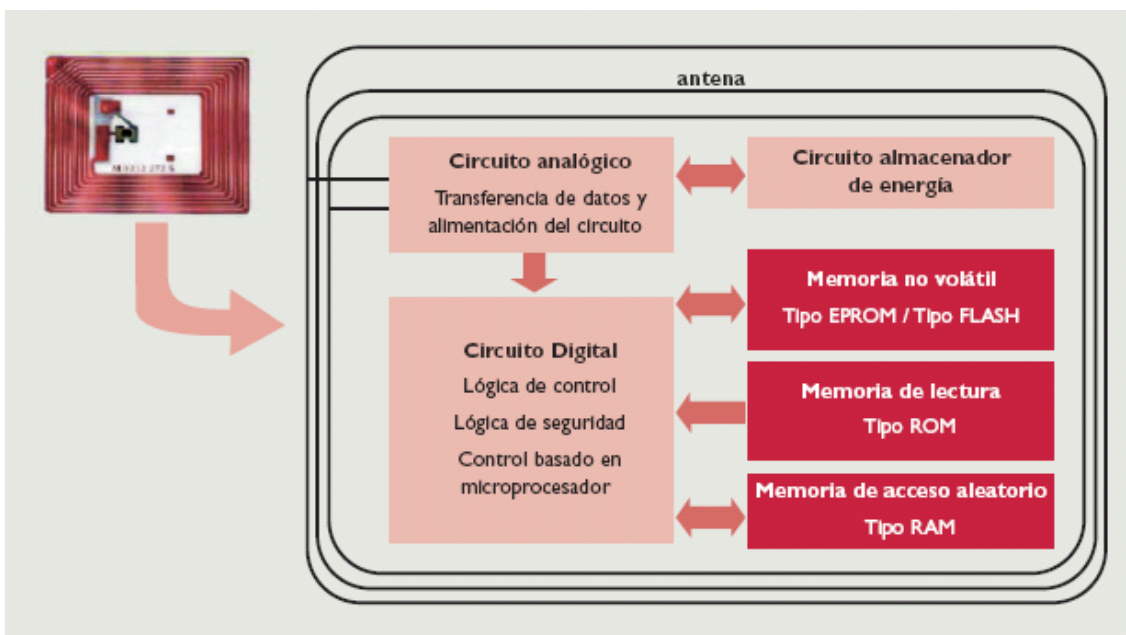 antena
Circuito analógico
Transferencia de datos y
alimentación del circuito
Circuito almacenador
de energía
Circuito Digital
Lógica de control
Lógica de seguridad
Control basado en
microprocesador
Memoria no volátil
Tipo EPROM / Tipo FLASH
Memoria de lectura
Tipo ROM
Memoria de acceso aleatorio
Tipo RAM